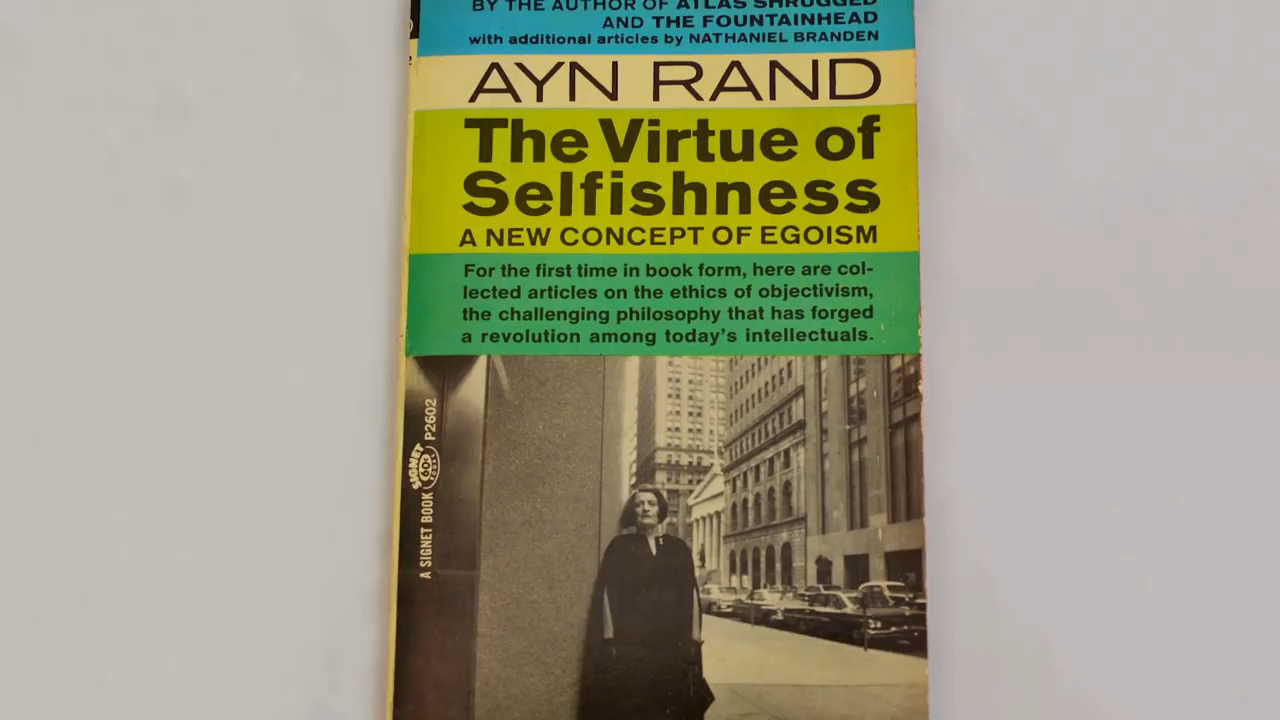 BY THE AUTHOR OF ATLAS SHRUGGED
AND THE FOUNTAINHEAD
with additional articles by NATHANIEL BRANDEN
AYN RAND
The Virtue of
Selfishness
A NEW CONCEPT OF EGOISM
For the first time in book form, here are col-
lected articles on the ethics of objectivism,
the challenging philosophy that has forged
a revolution among today's intellectuals.
A SIGNET BOOK
SIGNET
BOOKS
P2602